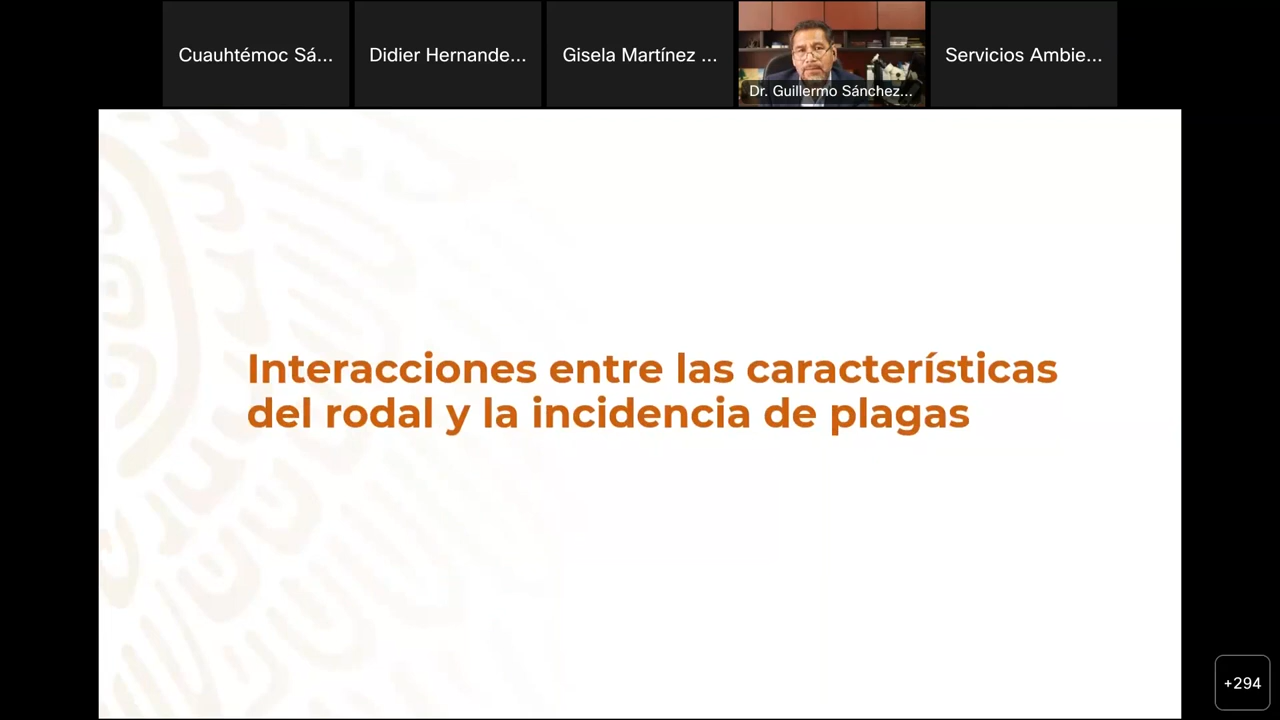 Cuauhtémoc Sá...
Didier Hernande...
Gisela Martínez ...
Dr. Guillermo Sánchez...
Servicios Ambie...
Interacciones entre las características
del rodal y la incidencia de plagas
+294